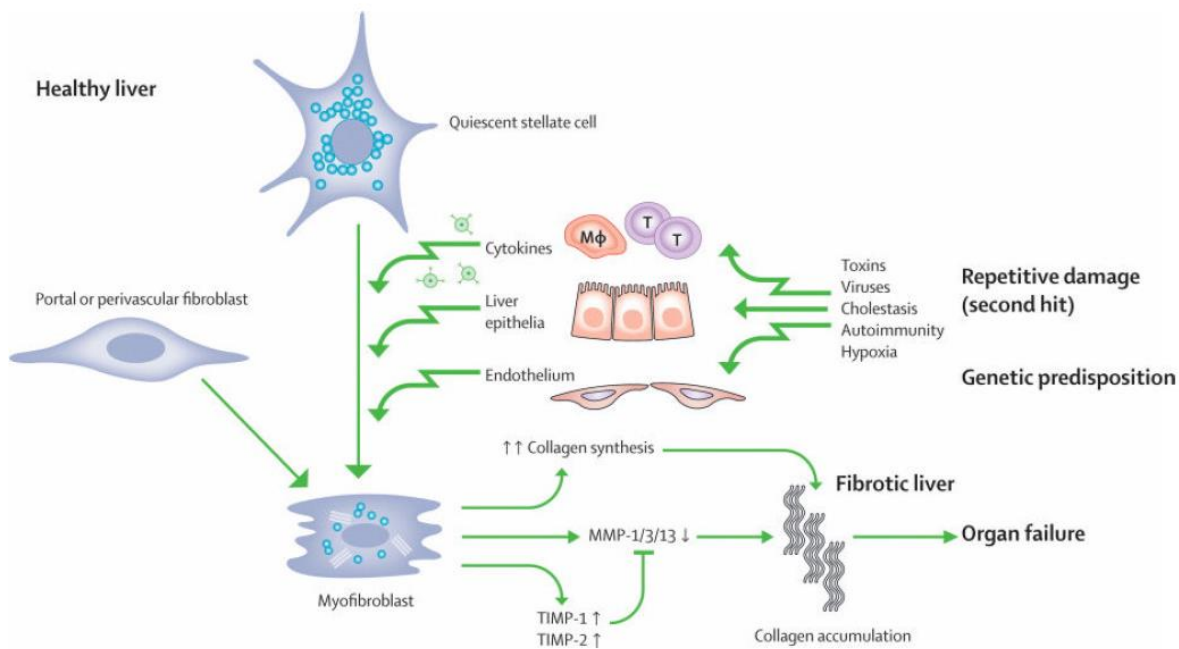 Healthy liver
Quiescent stellate cell
Cytokines
Mϕ
T
T
Portal or perivascular fibroblast
Liver
epithelia
Endothelium
Toxins
Viruses
Cholestasis
Autoimmunity
Hypoxia
Repetitive damage
(second hit)
Genetic predisposition
↑↑ Collagen synthesis
Fibrotic liver
MMP-1/3/13 ↓
Organ failure
Myofibroblast
TIMP-1 ↑
TIMP-2 ↑
Collagen accumulation